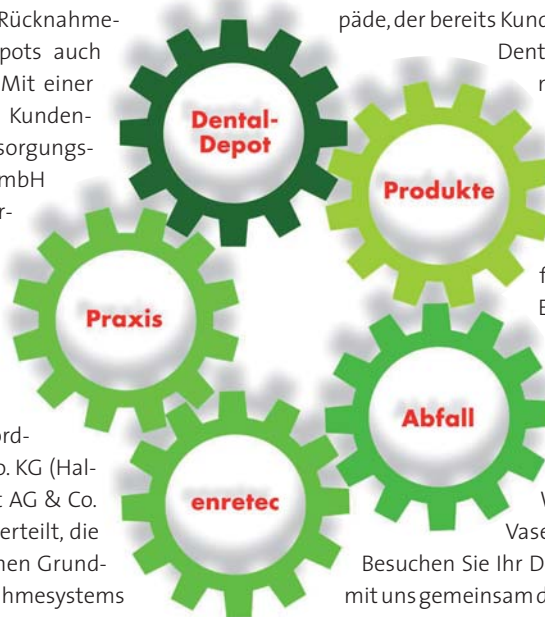 Rücknahme-
pots auch
Mit einer
Kunden-
sorgungs-
mbH
r-
ord-
o. KG (Hal-
t AG & Co.
erteilt, die
hen Grund-
hmesystems
Dental-
Depot
Produkte
Praxis
Abfall
enretec
päde, der bereits Kund
Dent
r
f
E
V
Vase
Besuchen Sie Ihr D
mit uns gemeinsam d